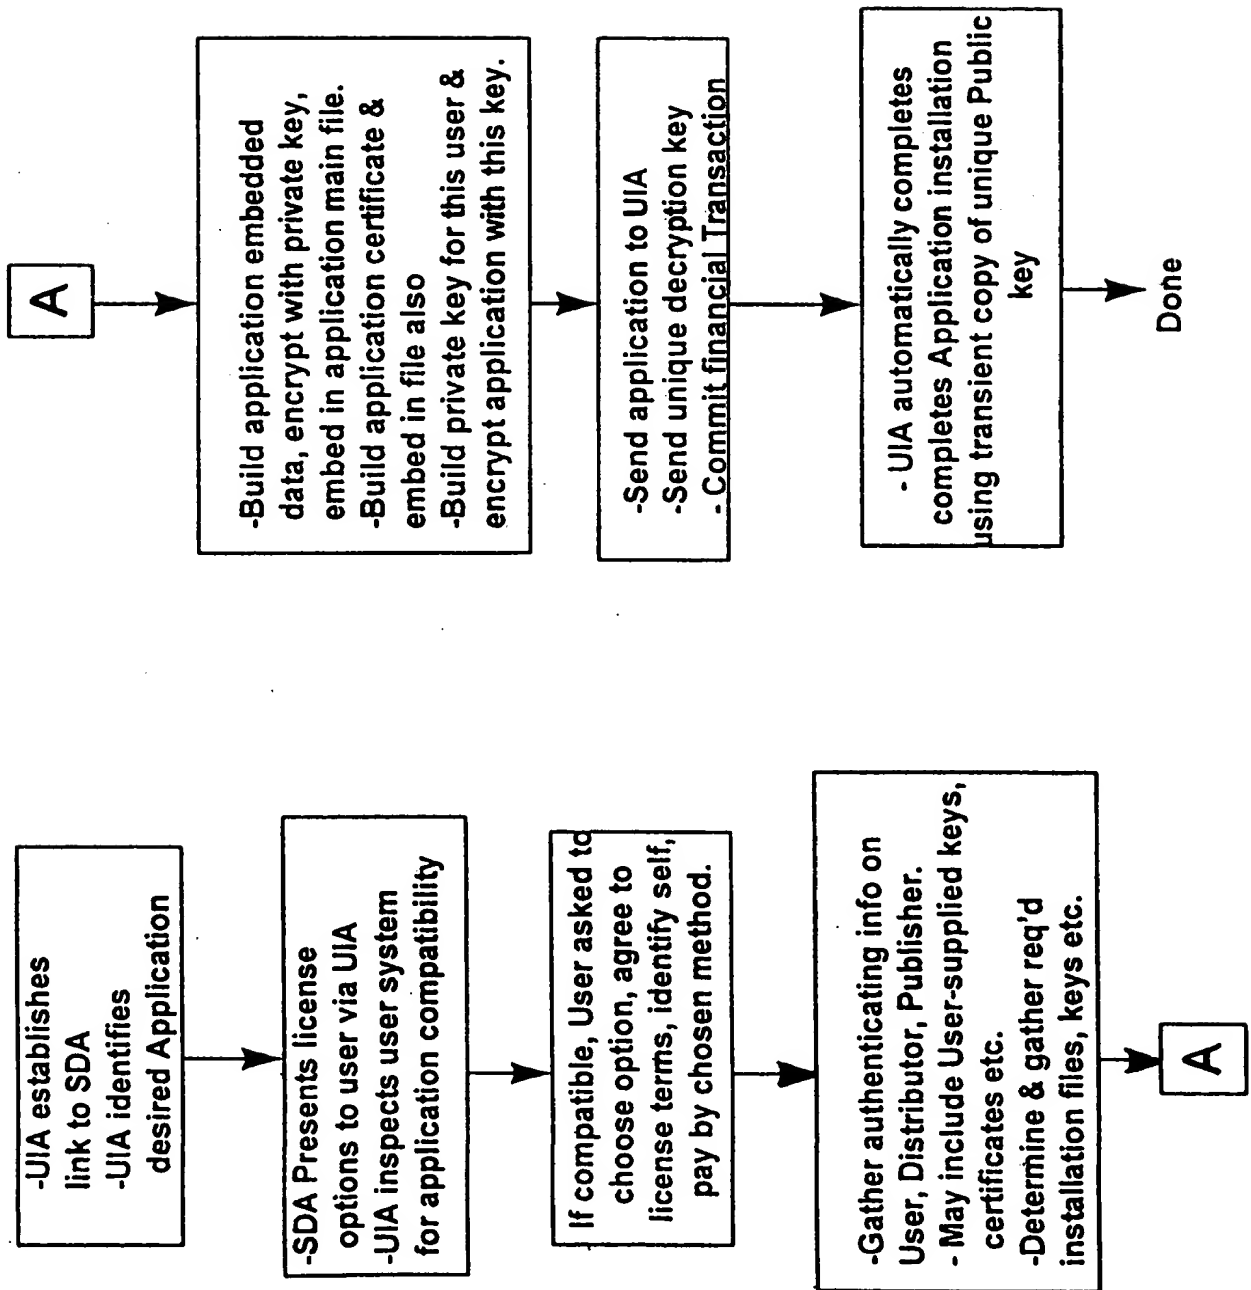 -UIA establishes
link to SDA
-UIA identifies
desired Application
-SDA Presents license
options to user via UIA
-UIA inspects user system
for application compatibility
If compatible, User asked to
choose option, agree to
license terms, identify self,
pay by chosen method.
-Gather authenticating info on
User, Distributor, Publisher.
- May include User-supplied keys,
certificates etc.
-Determine & gather req'd
installation files, keys etc.
A
A
-Build application embedded
data, encrypt with private key,
embed in application main file.
-Build application certificate &
embed in file also
-Build private key for this user &
encrypt application with this key.
-Send application to UIA
-Send unique decryption key
- Commit financial Transaction
- UIA automatically completes
completes Application installation
using transient copy of unique Public
key
Done